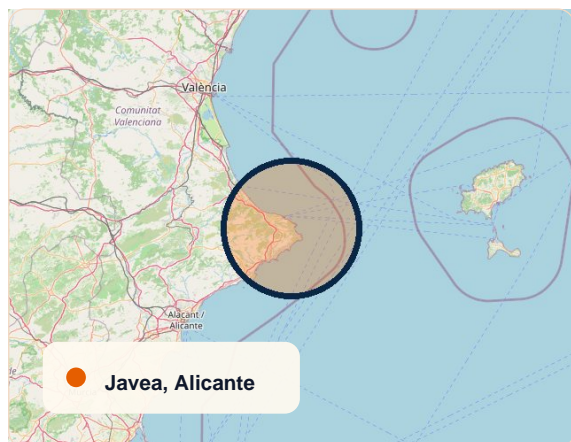 València
Comunitat
Valenciana
Alacant /
Alicante
Javea, Alicante